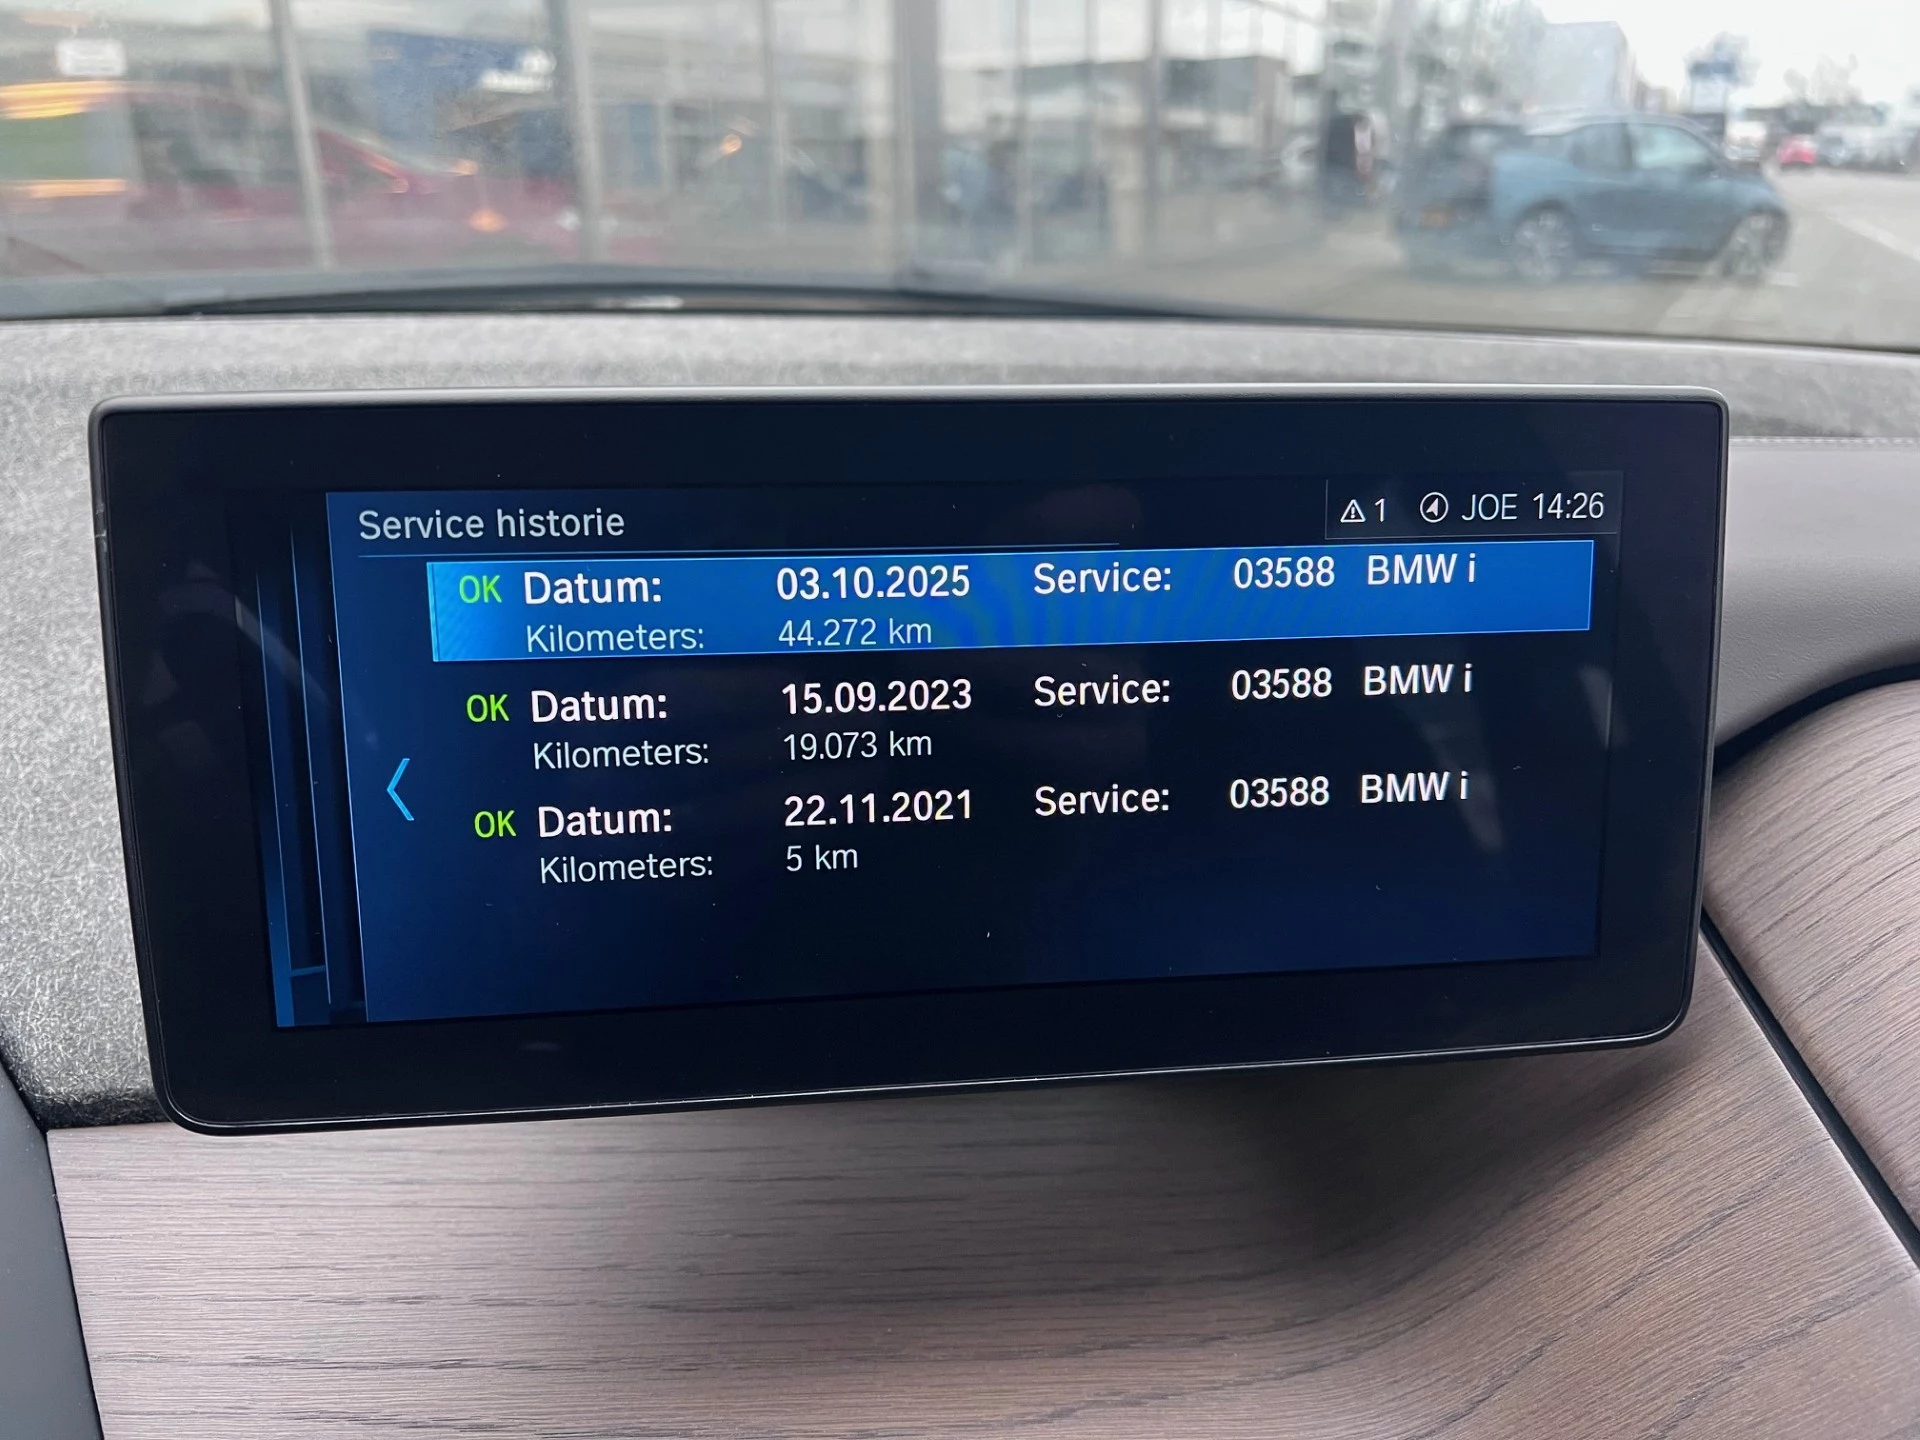 Service historie
1 JOE 14:26
OK Datum: 03.10.2025 Service: 03588 BMW i
Kilometers: 44.272 km
OK Datum: 15.09.2023 Service: 03588 BMW i
Kilometers: 19.073 km
OK Datum: 22.11.2021 Service: 03588 BMW i
Kilometers: 5 km